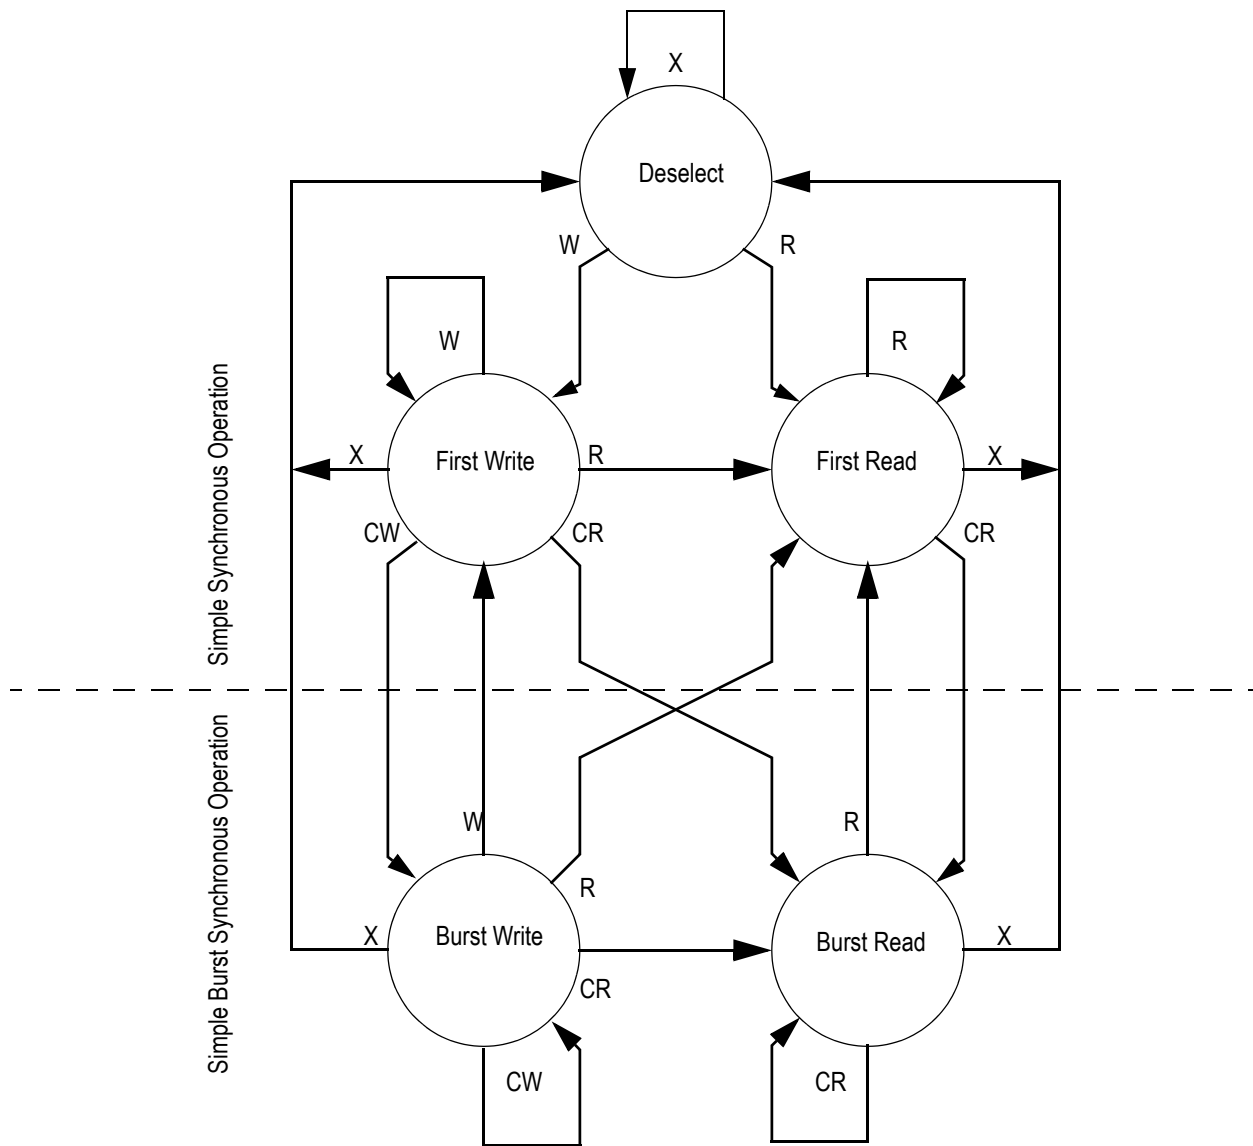 X
Deselect
W
R
W
R
Simple Synchronous Operation
X
First Write
R
First Read
X
CW
CR
CR
Simple Burst Synchronous Operation
W
R
R
X
Burst Write
Burst Read
X
CR
CW
CR